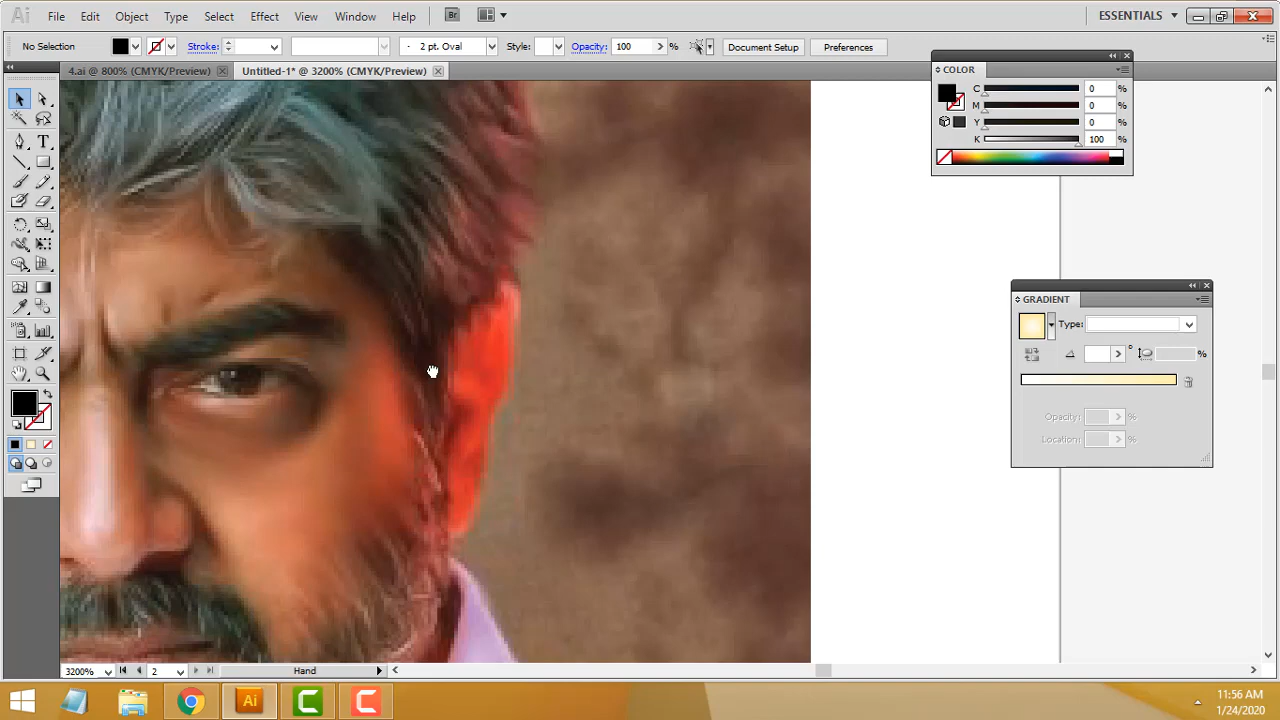 Ai File Edit Object Type Select Effect View Window Help Br ESSENTIALS
No Selection Stroke: 2 pt. Oval Style: Opacity: 100 % Document Setup Preferences
4.ai @ 800% (CMYK/Preview) Untitled-1* @ 3200% (CMYK/Preview)
COLOR
C 0 %
M 0 %
Y 0 %
K 100 %
GRADIENT
Type:
° %
Opacity: %
Location: %
3200% 2 Hand
Ai C C 11:56 AM
1/24/2020